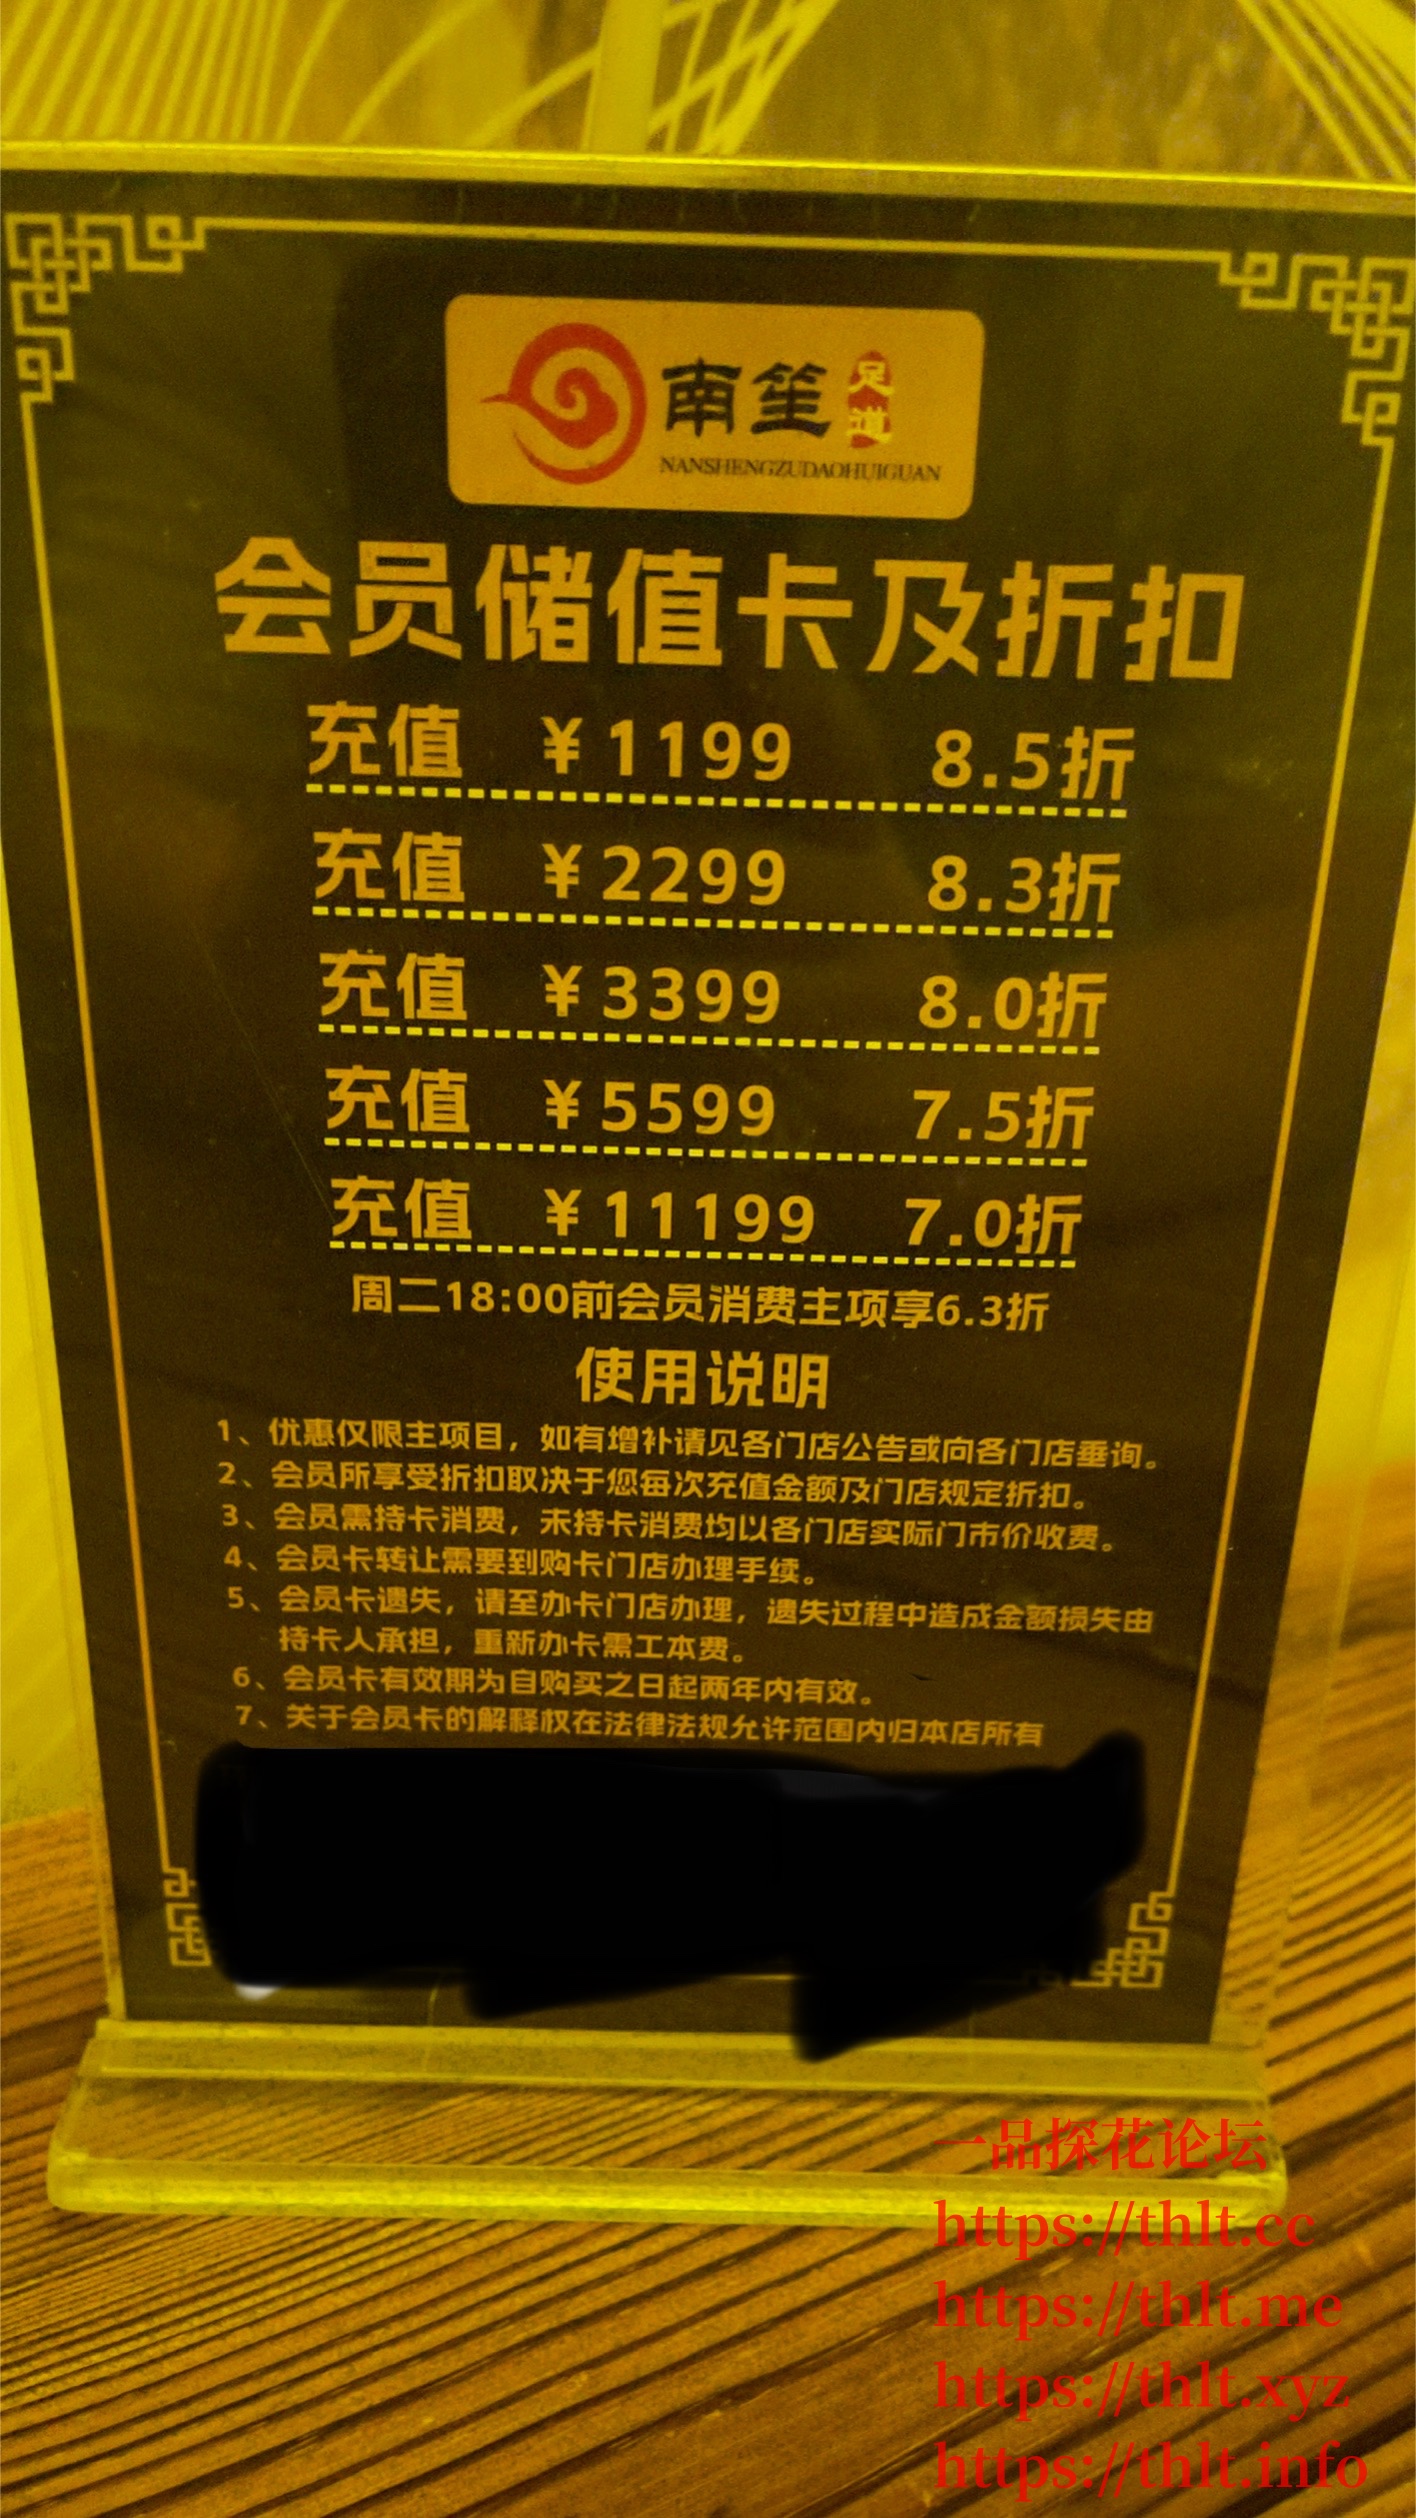 南笙 足道
NANSHENGZUDAOHUIGUAN
会员储值卡及折扣
充值 ¥1199 8.5折
充值 ¥2299 8.3折
充值 ¥3399 8.0折
充值 ¥5599 7.5折
充值 ¥11199 7.0折
周二18:00前会员消费主项享6.3折
使用说明
1、优惠仅限主项目，如有增补请见各门店公告或向各门店垂询。
2、会员所享受折扣取决于您每次充值金额及门店规定折扣。
3、会员需持卡消费，未持卡消费均以各门店实际门市价收费。
4、会员卡转让需要到购卡门店办理手续。
5、会员卡遗失，请至办卡门店办理，遗失过程中造成金额损失由
持卡人承担，重新办卡需工本费。
6、会员卡有效期为自购买之日起两年内有效。
7、关于会员卡的解释权在法律法规允许范围内归本店所有
一品探花论坛
https://thlt.cc
https://thlt.me
https://thlt.xyz
https://thlt.info